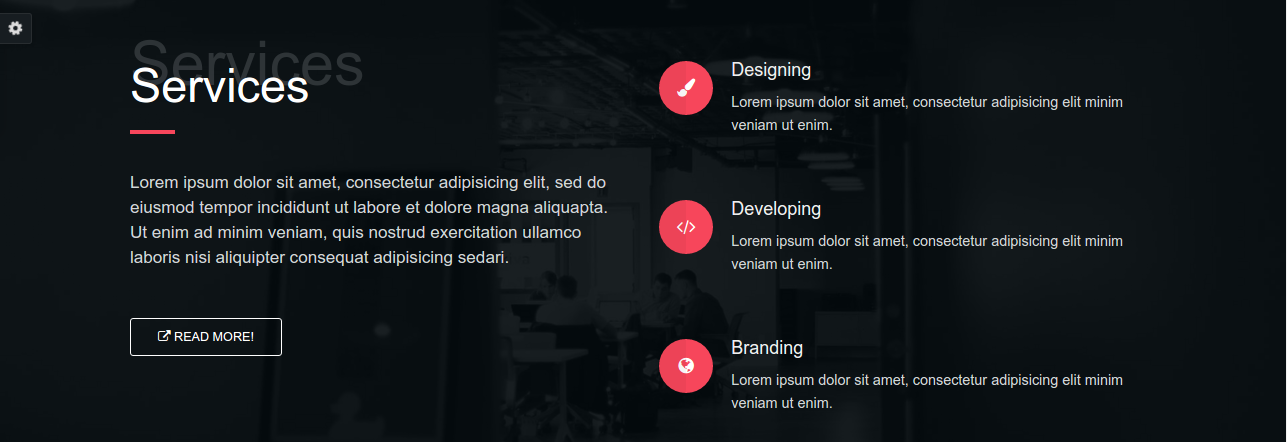 Services
Services
Lorem ipsum dolor sit amet, consectetur adipisicing elit, sed do
eiusmod tempor incididunt ut labore et dolore magna aliquapta.
Ut enim ad minim veniam, quis nostrud exercitation ullamco
laboris nisi aliquipter consequat adipisicing sedari.
READ MORE!
Designing
Lorem ipsum dolor sit amet, consectetur adipisicing elit minim
veniam ut enim.
Developing
Lorem ipsum dolor sit amet, consectetur adipisicing elit minim
veniam ut enim.
Branding
Lorem ipsum dolor sit amet, consectetur adipisicing elit minim
veniam ut enim.